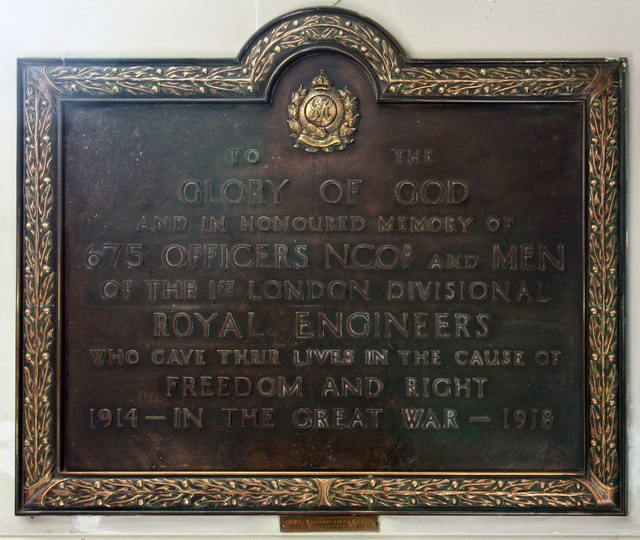 TO THE
GLORY OF GOD
AND IN HONOURED MEMORY OF
675 OFFICERS NCOS AND MEN
OF THE 1ST LONDON DIVISIONAL
ROYAL ENGINEERS
WHO GAVE THEIR LIVES IN THE CAUSE OF
FREEDOM AND RIGHT
1914 — IN THE GREAT WAR — 1918